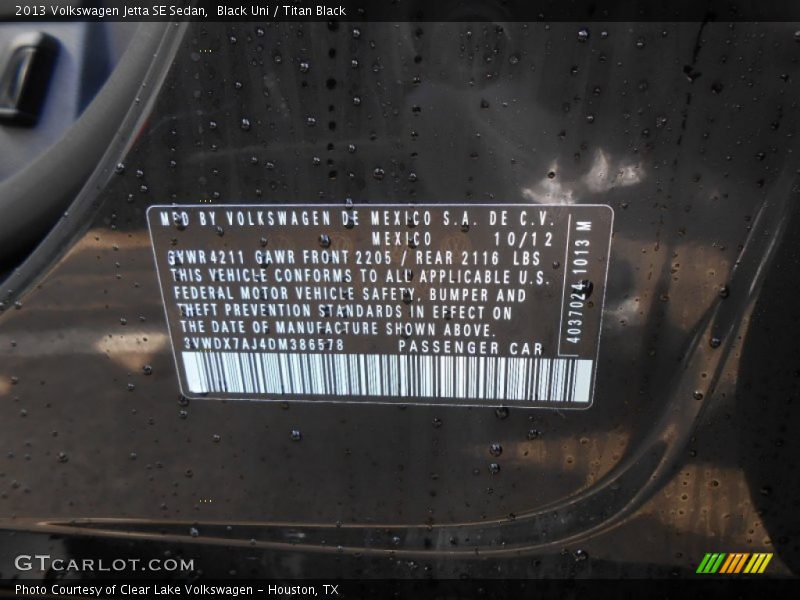 2013 Volkswagen Jetta SE Sedan, Black Uni / Titan Black
MFD BY VOLKSWAGEN DE MEXICO S.A. DE C.V.
MEXICO 10/12
GVWR 4211 GAWR FRONT 2205 / REAR 2116 LBS
THIS VEHICLE CONFORMS TO ALL APPLICABLE U.S.
FEDERAL MOTOR VEHICLE SAFETY, BUMPER AND
THEFT PREVENTION STANDARDS IN EFFECT ON
THE DATE OF MANUFACTURE SHOWN ABOVE.
3VWDX7AJ4DM386578 PASSENGER CAR
4037024 1013 M
GTCARLOT.COM
Photo Courtesy of Clear Lake Volkswagen - Houston, TX